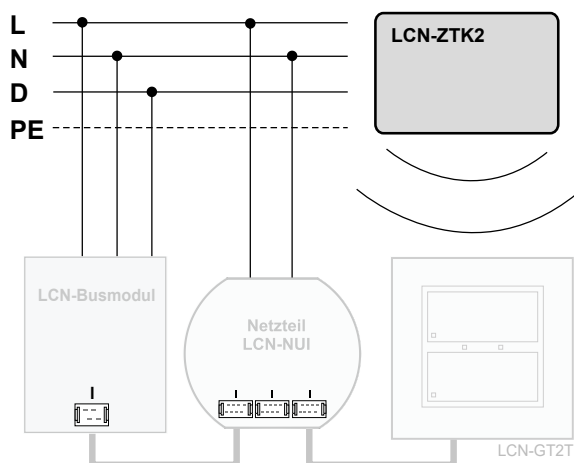 L
N
D
PE
LCN-ZTK2
LCN-Busmodul
Netzteil
LCN-NUI
I
I
I
I
LCN-GT2T